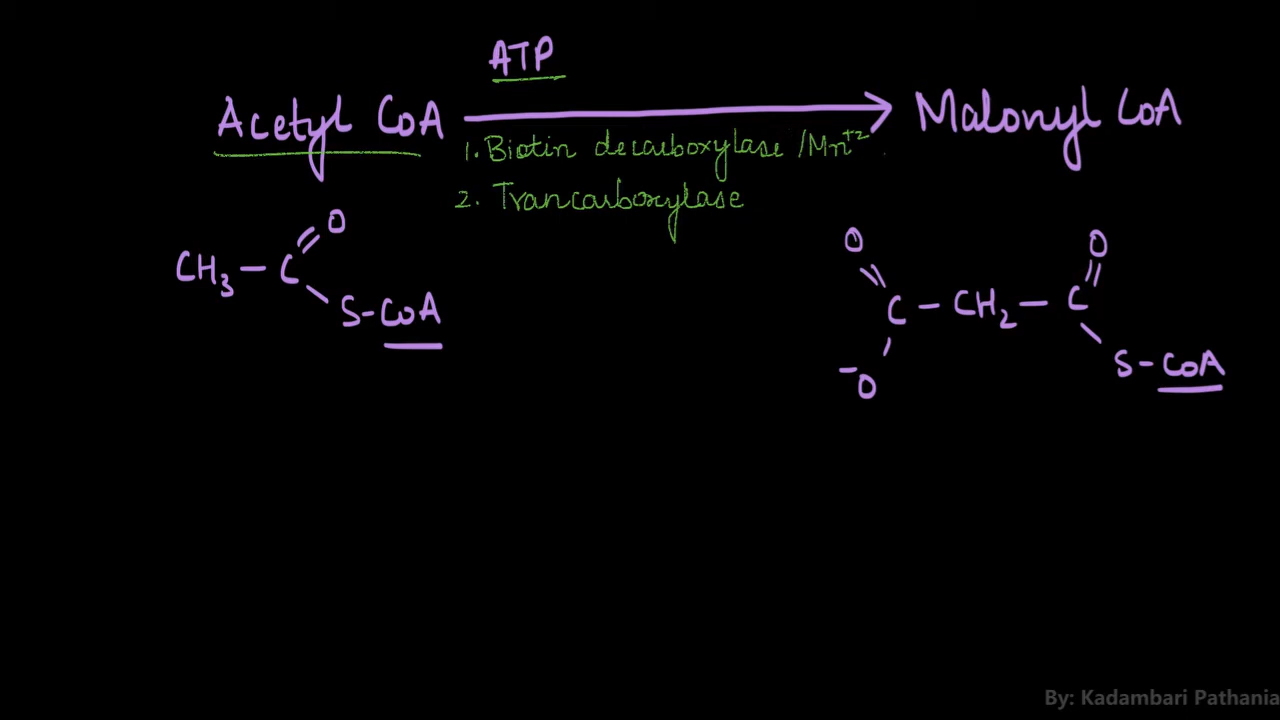 ATP
Acetyl CoA → Malonyl CoA
1. Biotin decarboxylase /Mn⁺².
2. Trancarboxylase
O
CH₃ – C
S-CoA
O O
C – CH₂ – C
⁻O S-CoA
By: Kadambari Pathania